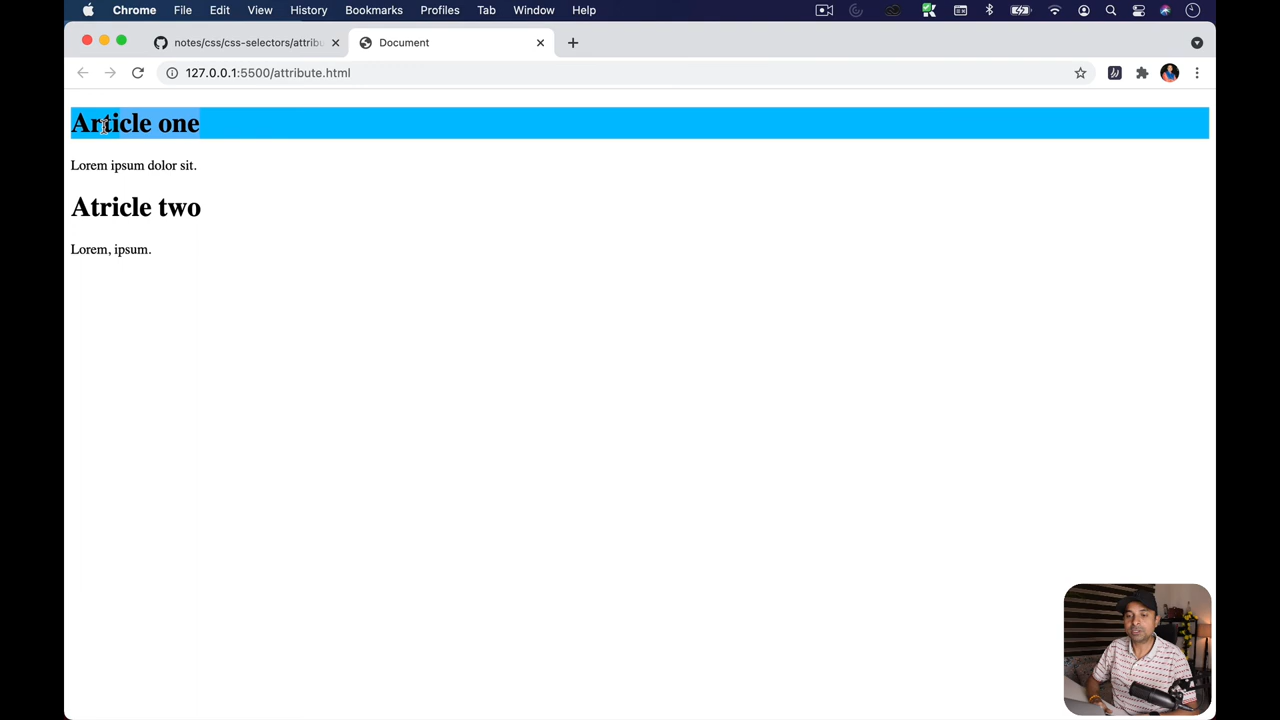 Chrome File Edit View History Bookmarks Profiles Tab Window Help
notes/css/css-selectors/attribu Document
127.0.0.1:5500/attribute.html
Article one
Lorem ipsum dolor sit.
Atricle two
Lorem, ipsum.